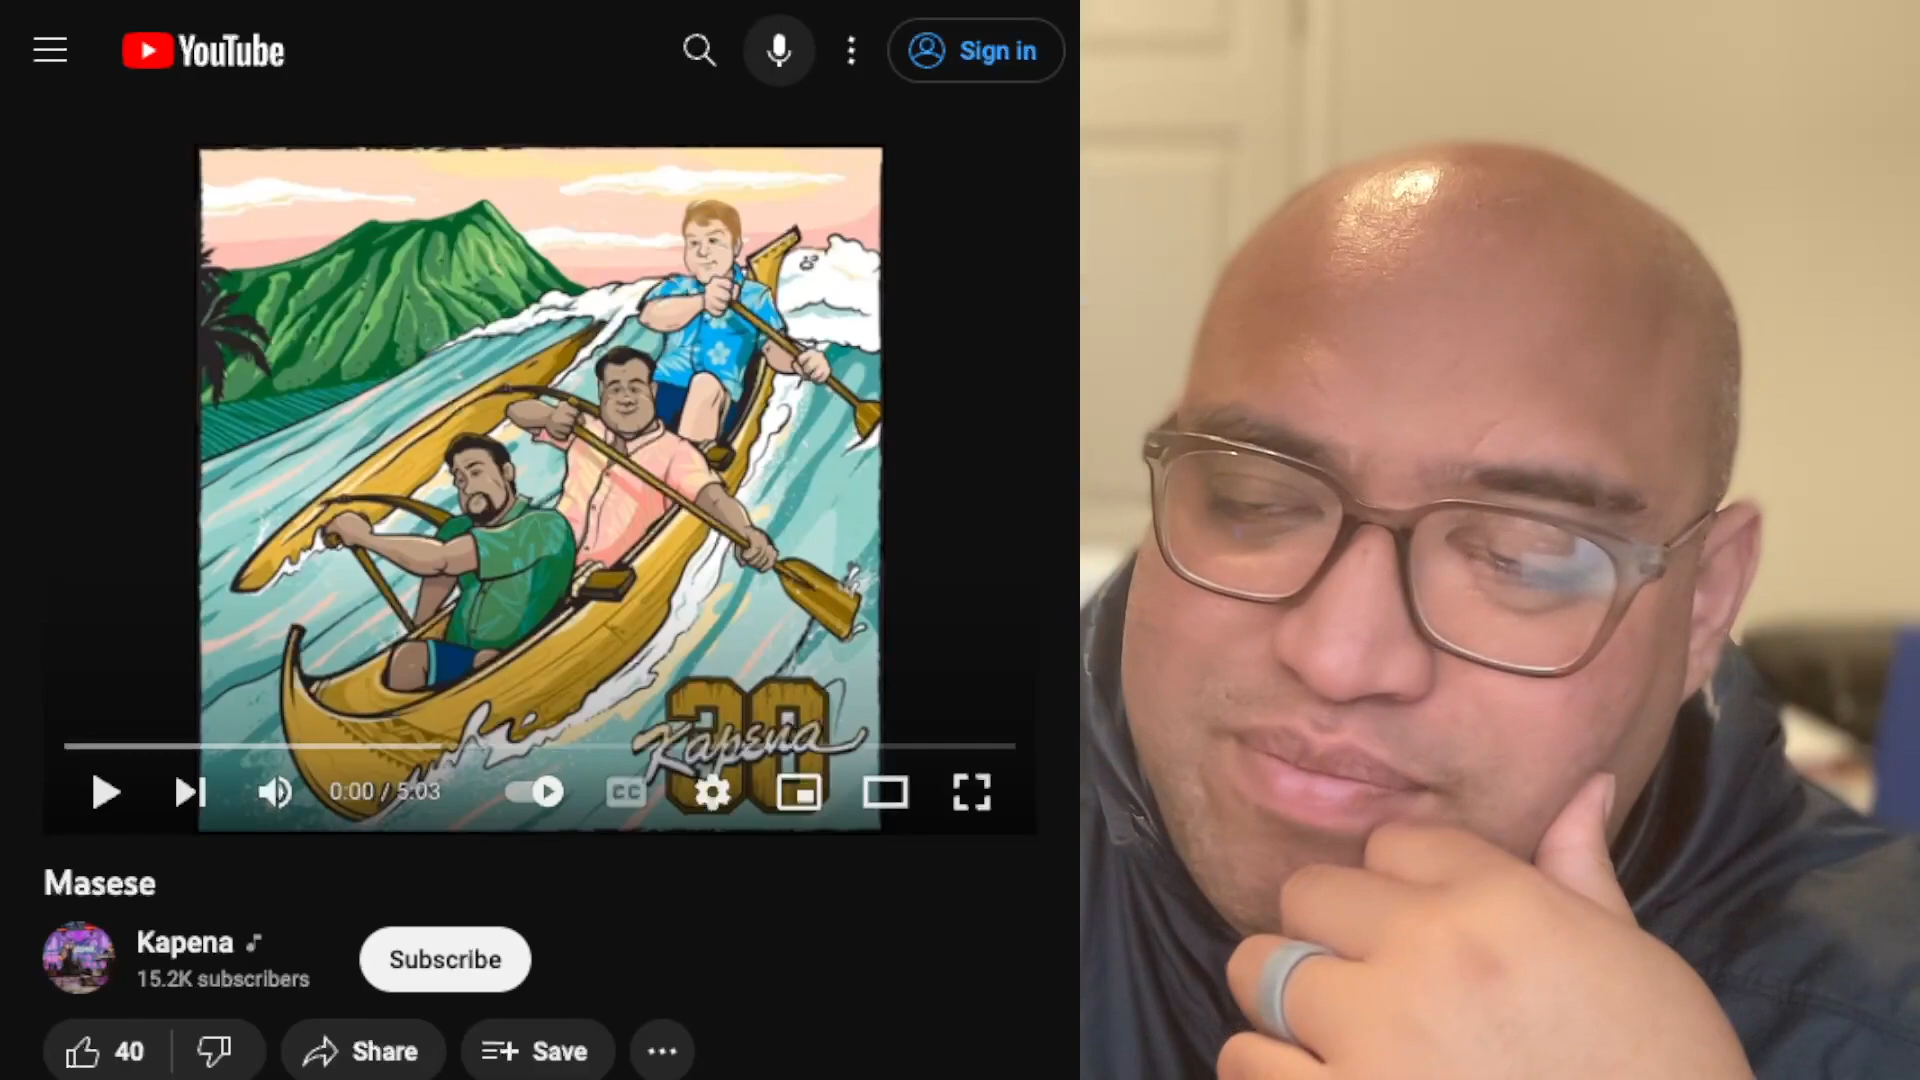 YouTube
Sign in
30
Kapena
0:00 / 5:03
CC
Masese
Kapena
15.2K subscribers
Subscribe
40
Share
Save